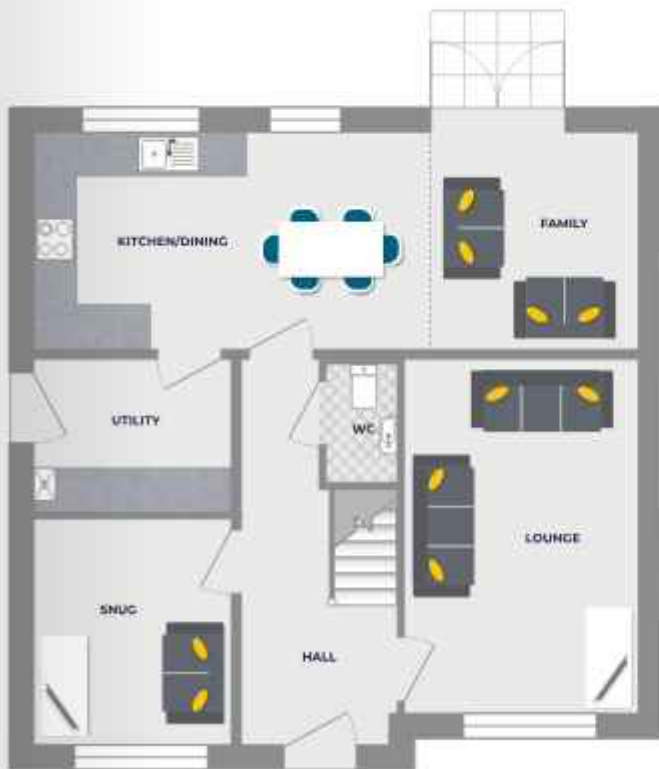 FAMILY
KITCHEN/DINING
UTILITY
WC
LOUNGE
SNUG
HALL